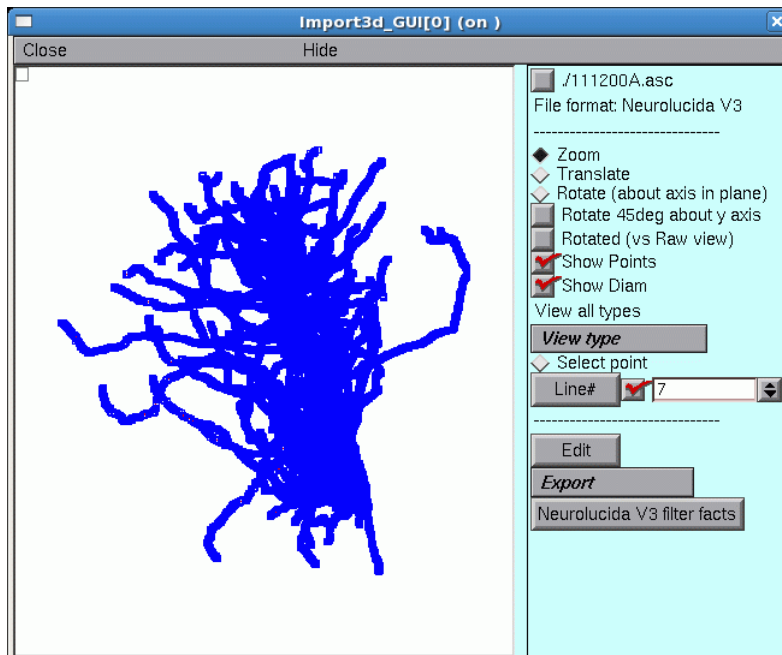 Import3d_GUI[0] (on )
Close Hide
./111200A.asc
File format: Neurolucida V3
-------------------------------
Zoom
Translate
Rotate (about axis in plane)
Rotate 45deg about y axis
Rotated (vs Raw view)
Show Points
Show Diam
View all types
View type
Select point
Line# 7
-------------------------------
Edit
Export
Neurolucida V3 filter facts